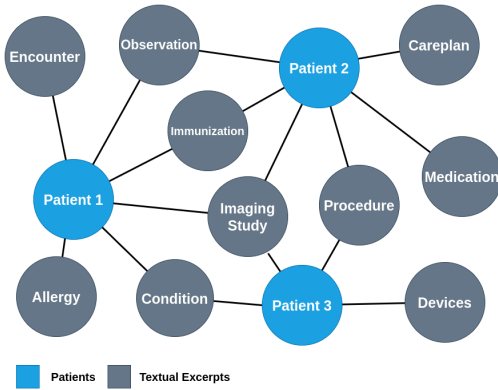 Encounter
Observation
Patient 2
Careplan
Immunization
Medication
Patient 1
Imaging
Study
Procedure
Allergy
Condition
Patient 3
Devices
Patients
Textual Excerpts